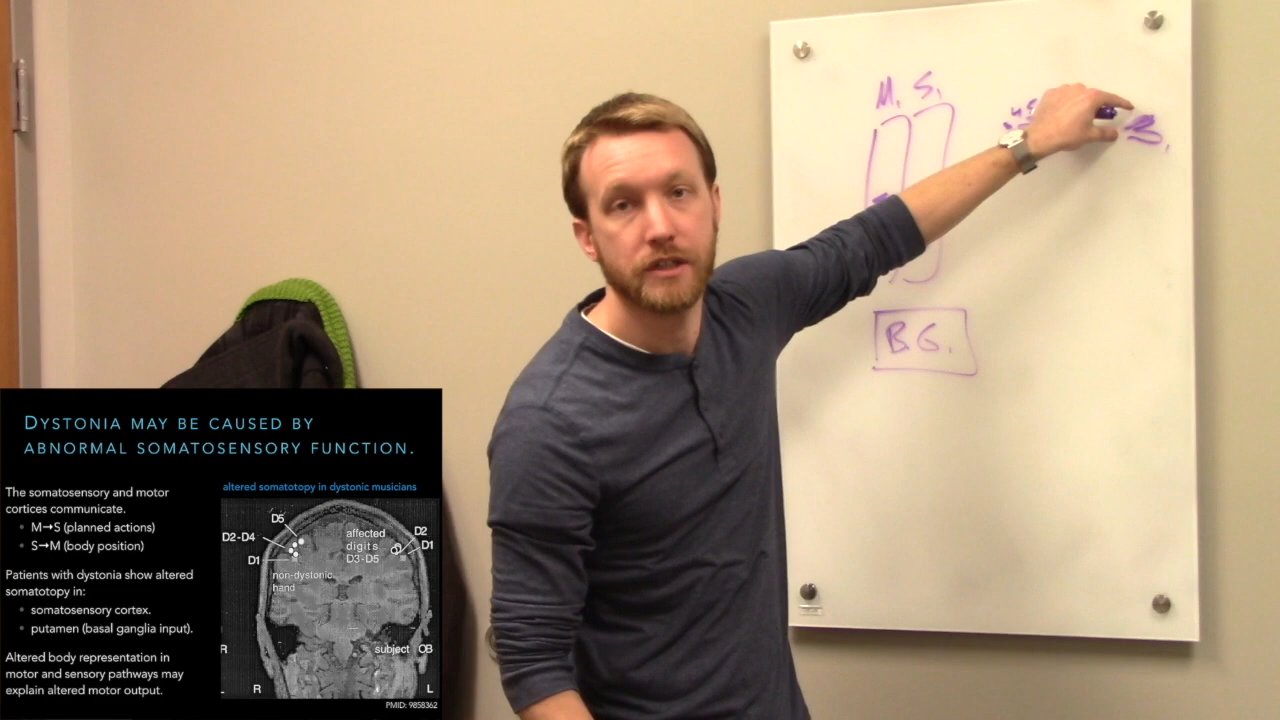 M. S.
B.G.
DYSTONIA MAY BE CAUSED BY
ABNORMAL SOMATOSENSORY FUNCTION.
The somatosensory and motor
cortices communicate.
• M→S (planned actions)
• S→M (body position)
Patients with dystonia show altered
somatotopy in:
• somatosensory cortex.
• putamen (basal ganglia input).
Altered body representation in
motor and sensory pathways may
explain altered motor output.
altered somatotopy in dystonic musicians
D5
D2-D4
D1
non-dystonic
hand
affected
digits
D3-D5
D2
D1
R
subject OB
R
L
PMID: 9858362